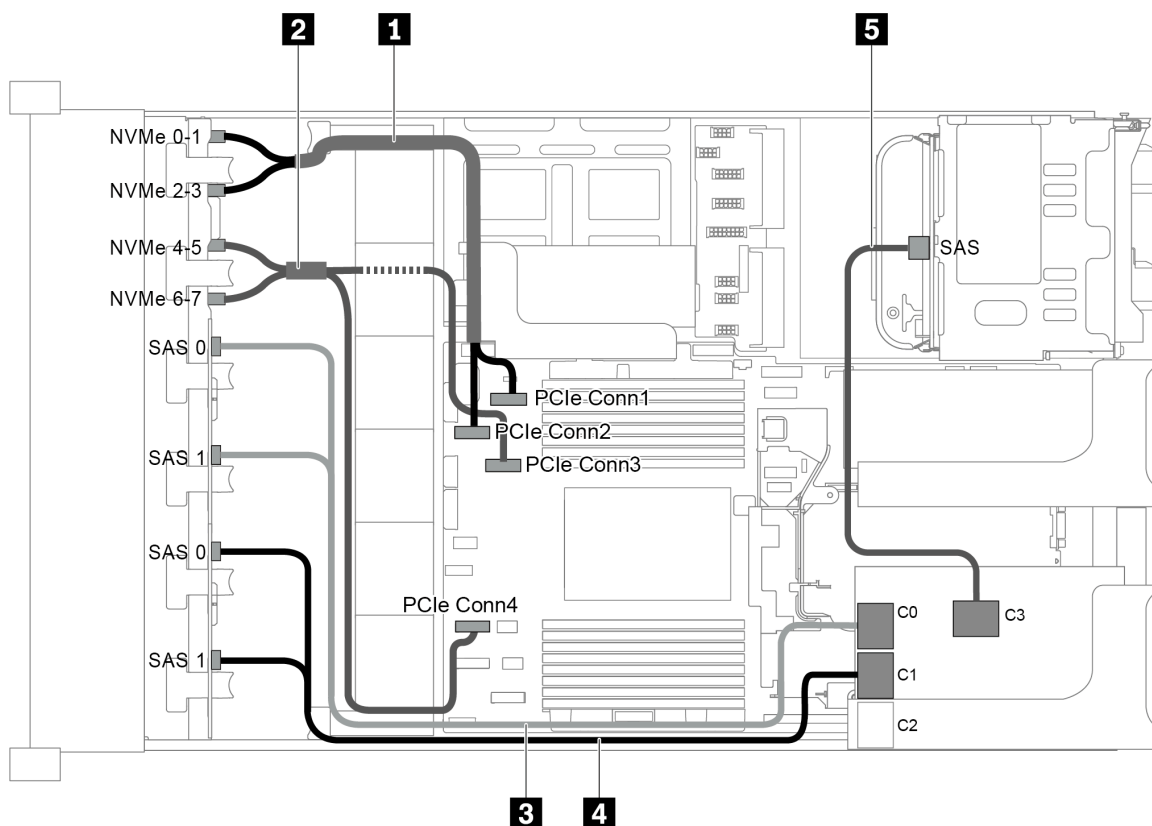 2
1
5
NVMe 0-1
NVMe 2-3
NVMe 4-5
NVMe 6-7
SAS
SAS 0
PCIe Conn1
PCIe Conn2
SAS 1
PCIe Conn3
SAS 0
PCIe Conn4
C0
C3
SAS 1
C1
C2
3
4